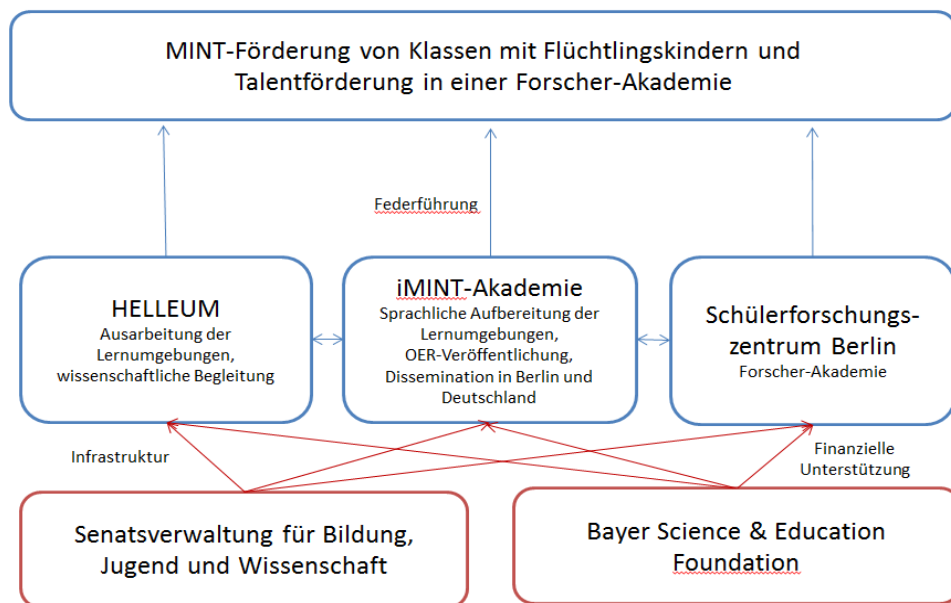 MINT-Förderung von Klassen mit Flüchtlingskindern und
Talentförderung in einer Forscher-Akademie
Federführung
HELLEUM
Ausarbeitung der
Lernumgebungen,
wissenschaftliche Begleitung
iMINT-Akademie
Sprachliche Aufbereitung der
Lernumgebungen,
OER-Veröffentlichung,
Dissemination in Berlin und
Deutschland
Schülerforschungs-
zentrum Berlin
Forscher-Akademie
Infrastruktur
Finanzielle
Unterstützung
Senatsverwaltung für Bildung,
Jugend und Wissenschaft
Bayer Science & Education
Foundation